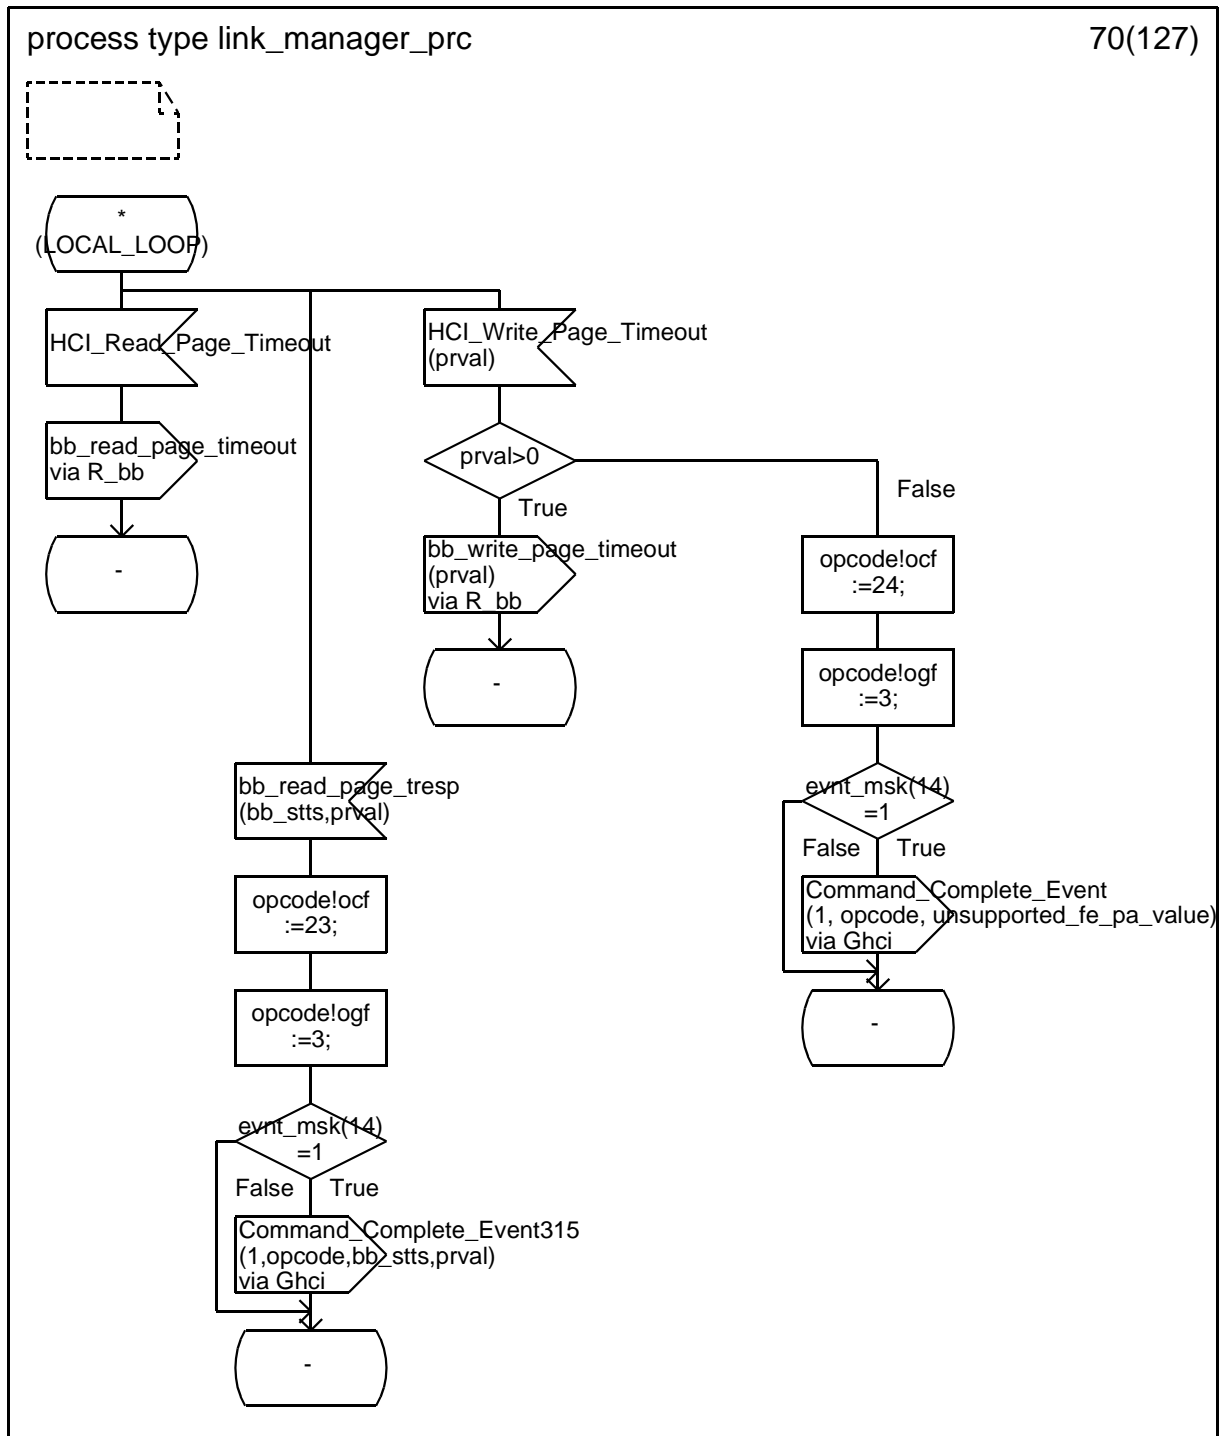 process type link_manager_prc
70(127)
*
(LOCAL_LOOP)
HCI_Read_Page_Timeout
bb_read_page_timeout
via R_bb
-
HCI_Write_Page_Timeout
(prval)
prval>0
True
False
bb_write_page_timeout
(prval)
via R_bb
-
opcode!ocf
:=24;
opcode!ogf
:=3;
evnt_msk(14)
=1
False
True
Command_Complete_Event
(1, opcode, unsupported_fe_pa_value)
via Ghci
-
bb_read_page_tresp
(bb_stts,prval)
opcode!ocf
:=23;
opcode!ogf
:=3;
evnt_msk(14)
=1
False
True
Command_Complete_Event315
(1,opcode,bb_stts,prval)
via Ghci
-